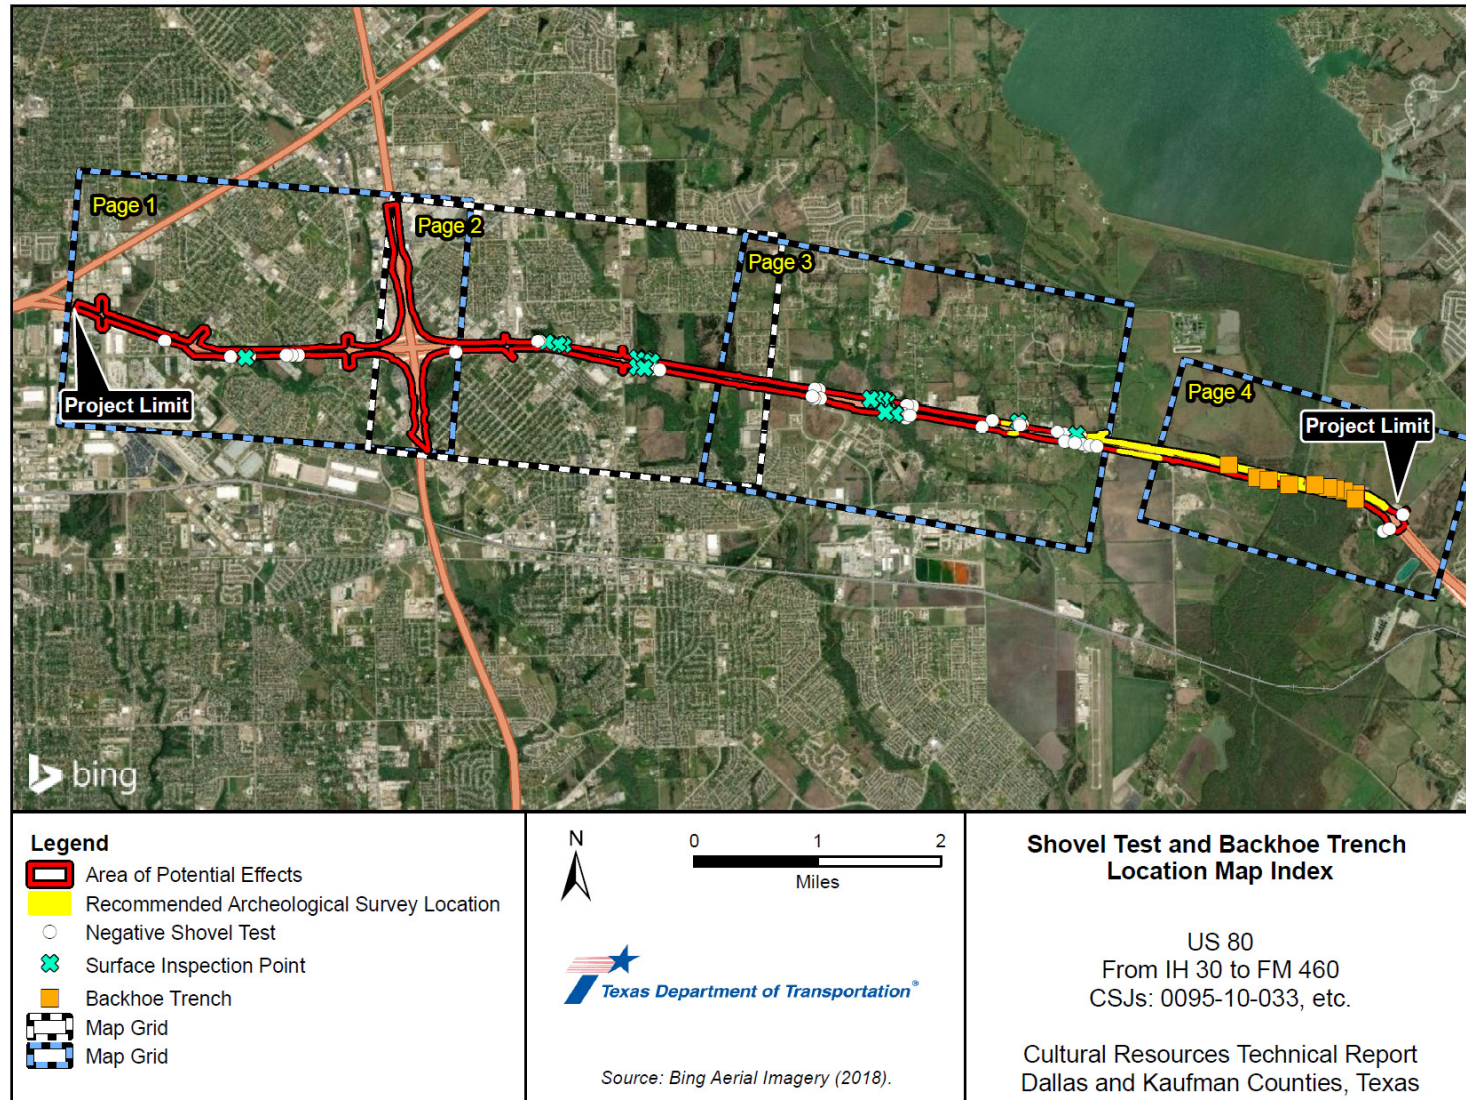 Page 1
Page 2
Page 3
Page 4
Project Limit
Project Limit
bing
Legend
Area of Potential Effects
Recommended Archeological Survey Location
Negative Shovel Test
Surface Inspection Point
Backhoe Trench
Map Grid
Map Grid
N
0 1 2
Miles
Texas Department of Transportation®
Source: Bing Aerial Imagery (2018).
Shovel Test and Backhoe Trench
Location Map Index
US 80
From IH 30 to FM 460
CSJs: 0095-10-033, etc.
Cultural Resources Technical Report
Dallas and Kaufman Counties, Texas